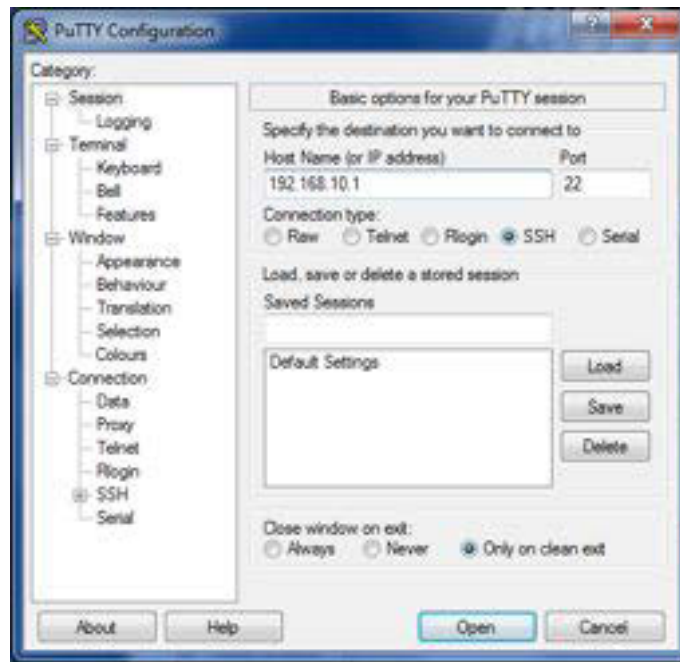 PuTTY Configuration
Category:
Session
Logging
Terminal
Keyboard
Bell
Features
Window
Appearance
Behaviour
Translation
Selection
Colours
Connection
Data
Proxy
Telnet
Rlogin
SSH
Serial
Basic options for your PuTTY session
Specify the destination you want to connect to
Host Name (or IP address) Port
192.168.10.1 22
Connection type:
Raw Telnet Rlogin SSH Serial
Load, save or delete a stored session
Saved Sessions
Default Settings
Load
Save
Delete
Close window on exit:
Always Never Only on clean exit
About Help Open Cancel